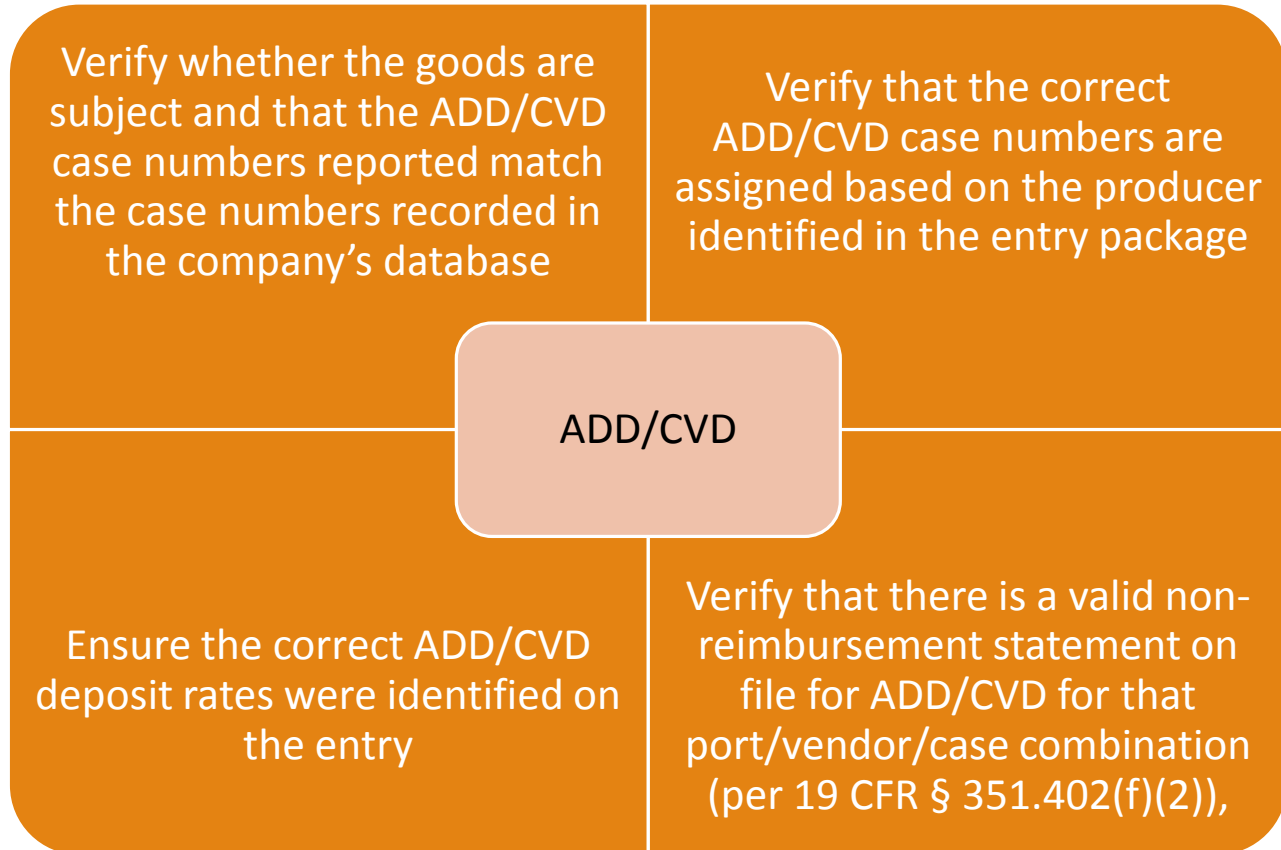 Verify whether the goods are
subject and that the ADD/CVD
case numbers reported match
the case numbers recorded in
the company’s database
Verify that the correct
ADD/CVD case numbers are
assigned based on the producer
identified in the entry package
ADD/CVD
Ensure the correct ADD/CVD
deposit rates were identified on
the entry
Verify that there is a valid non-
reimbursement statement on
file for ADD/CVD for that
port/vendor/case combination
(per 19 CFR § 351.402(f)(2)),